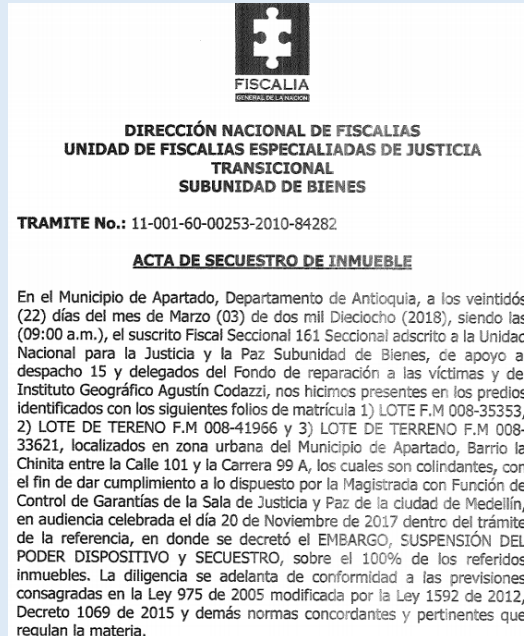 FISCALIA
GENERAL DE LA NACION
DIRECCIÓN NACIONAL DE FISCALIAS
UNIDAD DE FISCALIAS ESPECIALIADAS DE JUSTICIA
TRANSICIONAL
SUBUNIDAD DE BIENES
TRAMITE No.: 11-001-60-00253-2010-84282
ACTA DE SECUESTRO DE INMUEBLE
En el Municipio de Apartado, Departamento de Antioquia, a los veintidós
(22) días del mes de Marzo (03) de dos mil Dieciocho (2018), siendo las
(09:00 a.m.), el suscrito Fiscal Seccional 161 Seccional adscrito a la Unidad
Nacional para la Justicia y la Paz Subunidad de Bienes, de apoyo a
despacho 15 y delegados del Fondo de reparación a las víctimas y de
Instituto Geográfico Agustín Codazzi, nos hicimos presentes en los predios
identificados con los siguientes folios de matrícula 1) LOTE F.M 008-35353,
2) LOTE DE TERENO F.M 008-41966 y 3) LOTE DE TERRENO F.M 008-
33621, localizados en zona urbana del Municipio de Apartado, Barrio la
Chinita entre la Calle 101 y la Carrera 99 A, los cuales son colindantes, con
el fin de dar cumplimiento a lo dispuesto por la Magistrada con Función de
Control de Garantías de la Sala de Justicia y Paz de la ciudad de Medellín,
en audiencia celebrada el día 20 de Noviembre de 2017 dentro del trámite
de la referencia, en donde se decretó el EMBARGO, SUSPENSIÓN DEL
PODER DISPOSITIVO y SECUESTRO, sobre el 100% de los referidos
inmuebles. La diligencia se adelanta de conformidad a las previsiones
consagradas en la Ley 975 de 2005 modificada por la Ley 1592 de 2012,
Decreto 1069 de 2015 y demás normas concordantes y pertinentes que
regulan la materia.